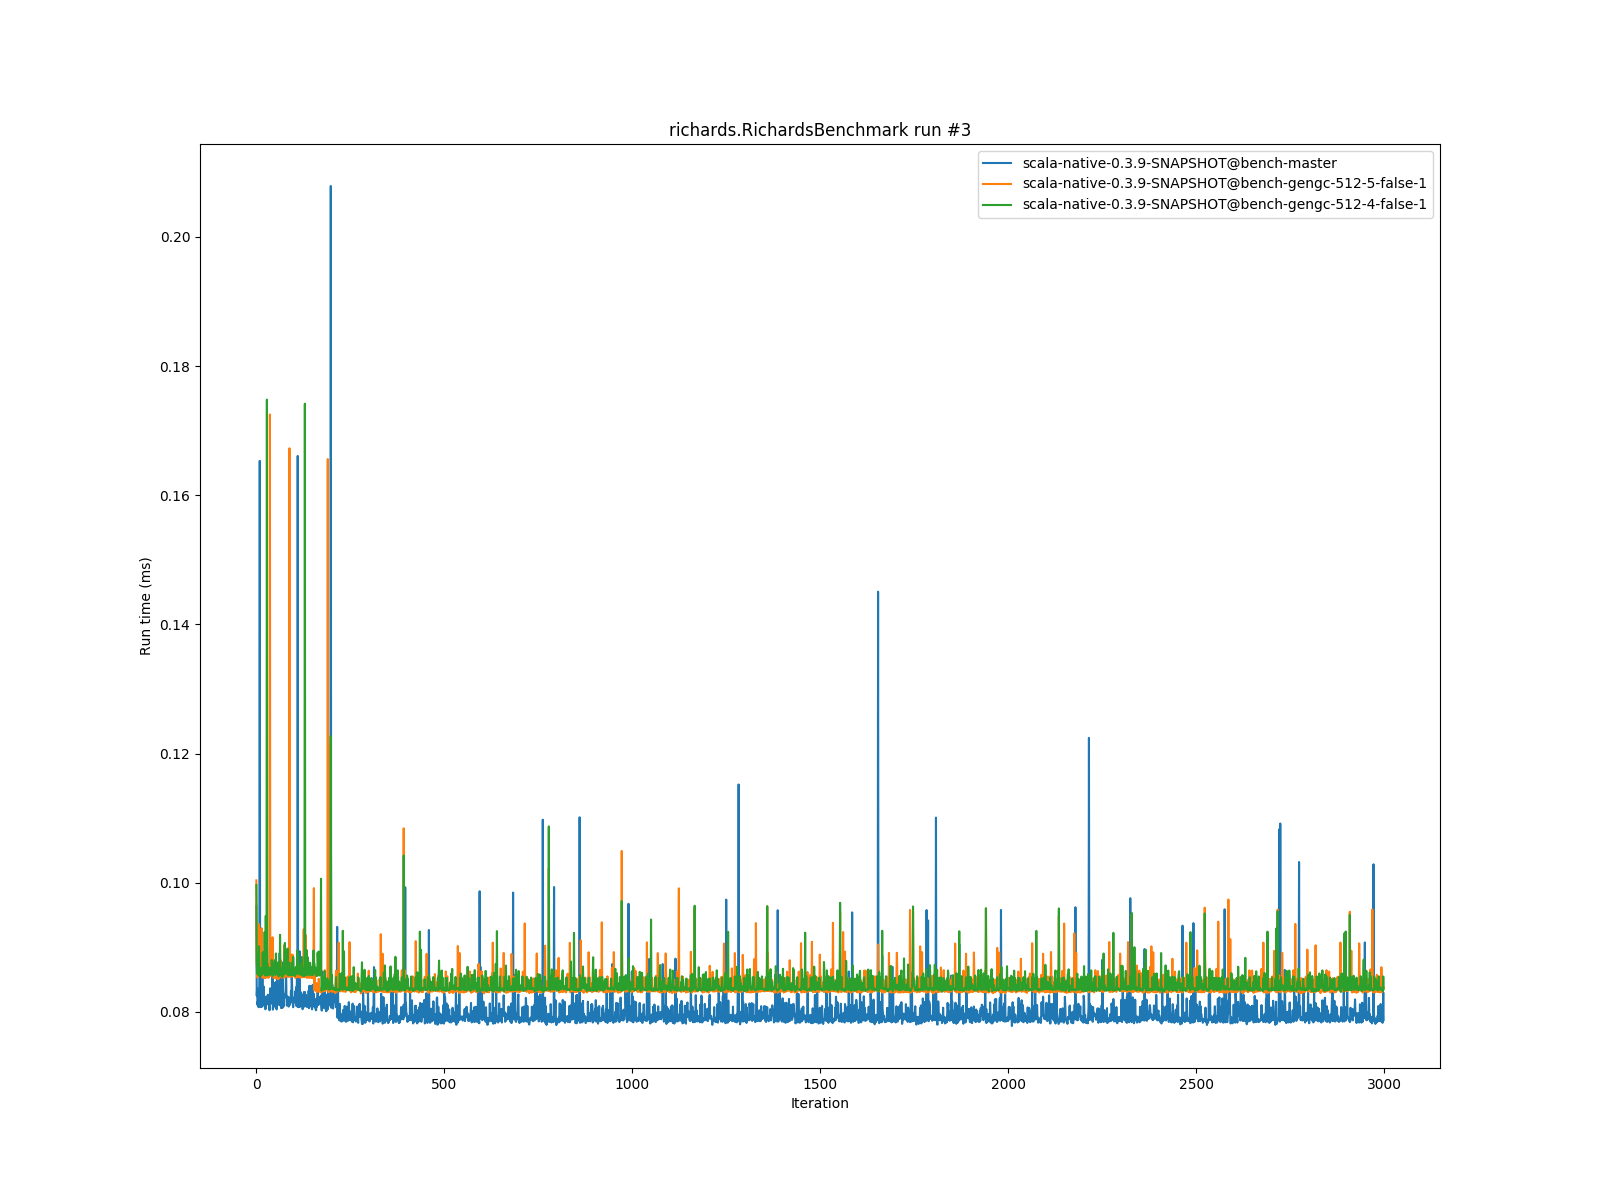 richards.RichardsBenchmark run #3
scala-native-0.3.9-SNAPSHOT@bench-master
scala-native-0.3.9-SNAPSHOT@bench-gengc-512-5-false-1
scala-native-0.3.9-SNAPSHOT@bench-gengc-512-4-false-1
0.20
0.18
0.16
0.14
0.12
0.10
0.08
Run time (ms)
0
500
1000
1500
2000
2500
3000
Iteration